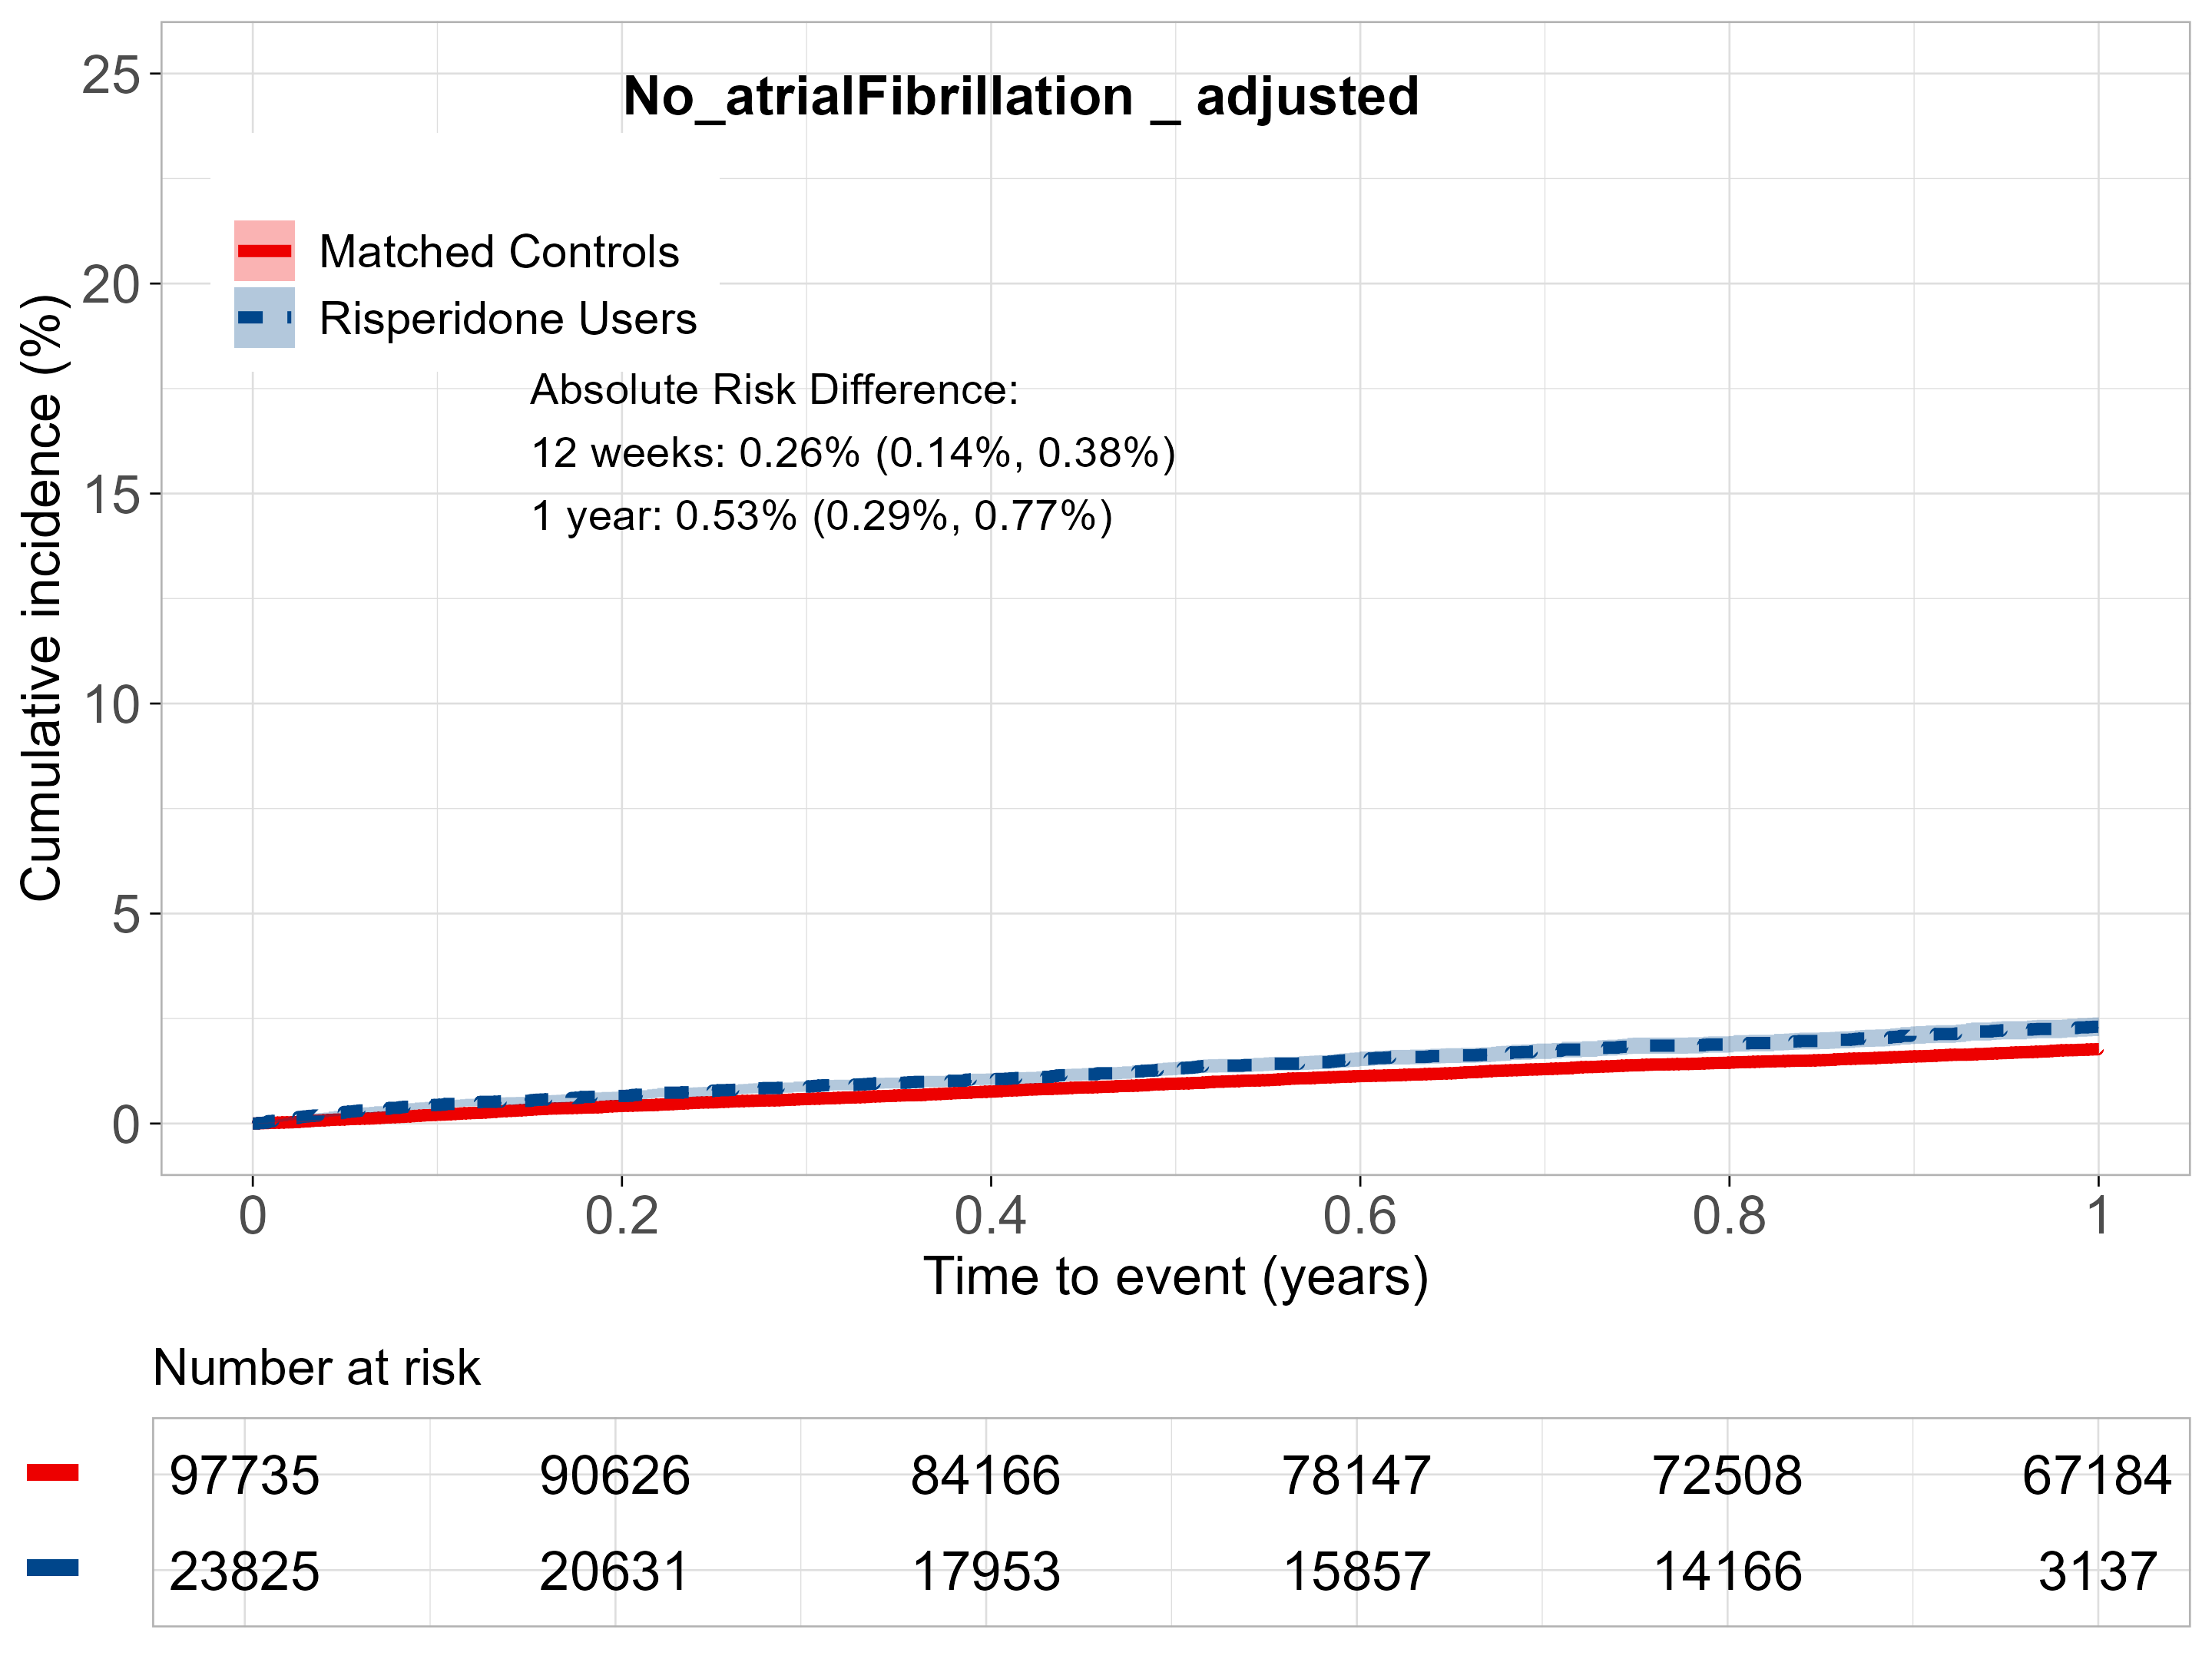 No_atrialFibrillation _ adjusted
Matched Controls
Risperidone Users
Absolute Risk Difference:
12 weeks: 0.26% (0.14%, 0.38%)
1 year: 0.53% (0.29%, 0.77%)
Cumulative incidence (%)
25
20
15
10
5
0
0 0.2 0.4 0.6 0.8 1
Time to event (years)
Number at risk
97735 90626 84166 78147 72508 67184
23825 20631 17953 15857 14166 3137